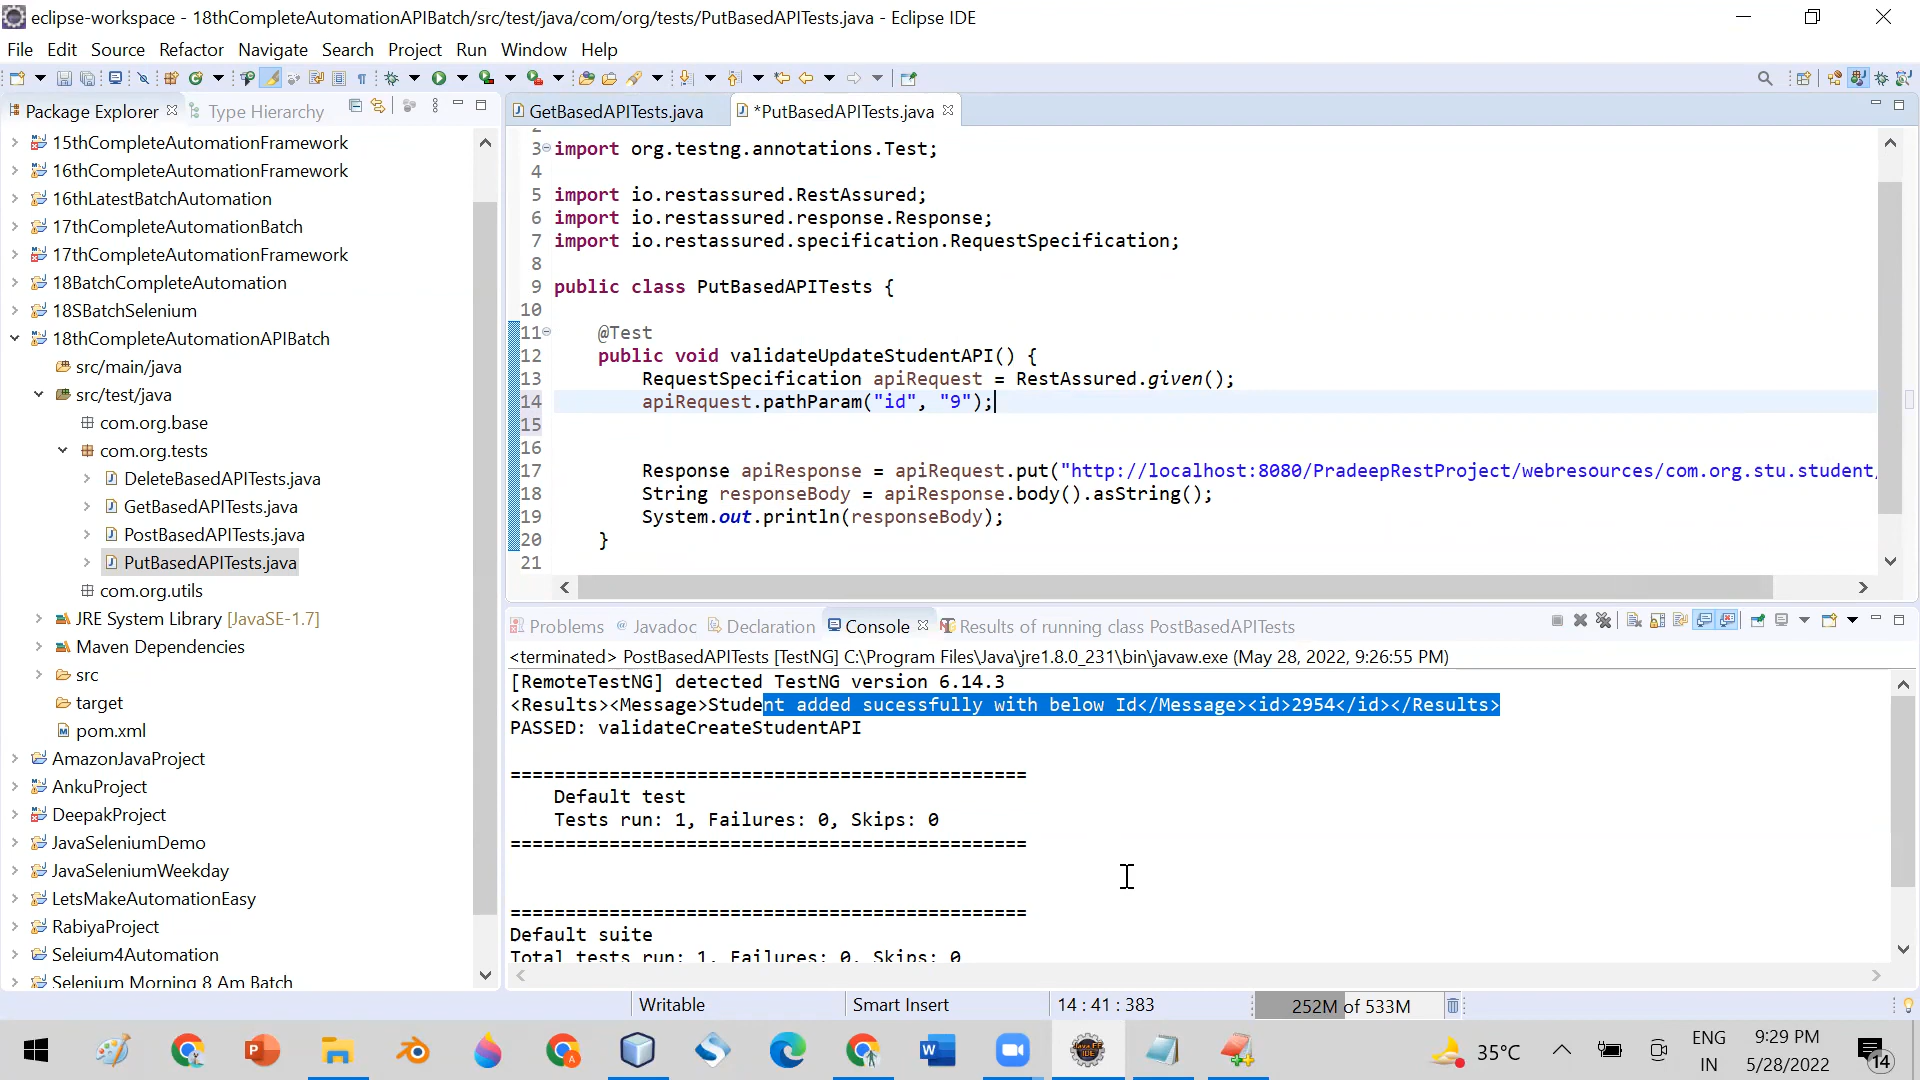 eclipse-workspace - 18thCompleteAutomationAPIBatch/src/test/java/com/org/tests/PutBasedAPITests.java - Eclipse IDE
File Edit Source Refactor Navigate Search Project Run Window Help
Package Explorer Type Hierarchy
15thCompleteAutomationFramework
16thCompleteAutomationFramework
16thLatestBatchAutomation
17thCompleteAutomationBatch
17thCompleteAutomationFramework
18BatchCompleteAutomation
18SBatchSelenium
18thCompleteAutomationAPIBatch
src/main/java
src/test/java
com.org.base
com.org.tests
DeleteBasedAPITests.java
GetBasedAPITests.java
PostBasedAPITests.java
PutBasedAPITests.java
com.org.utils
JRE System Library [JavaSE-1.7]
Maven Dependencies
src
target
pom.xml
AmazonJavaProject
AnkuProject
DeepakProject
JavaSeleniumDemo
JavaSeleniumWeekday
LetsMakeAutomationEasy
RabiyaProject
Seleium4Automation
Selenium Morning 8 Am Batch
GetBasedAPITests.java *PutBasedAPITests.java
3 import org.testng.annotations.Test;
4
5 import io.restassured.RestAssured;
6 import io.restassured.response.Response;
7 import io.restassured.specification.RequestSpecification;
8
9 public class PutBasedAPITests {
10
11 @Test
12 public void validateUpdateStudentAPI() {
13 RequestSpecification apiRequest = RestAssured.given();
14 apiRequest.pathParam("id", "9");
15
16
17 Response apiResponse = apiRequest.put("http://localhost:8080/PradeepRestProject/webresources/com.org.stu.student/
18 String responseBody = apiResponse.body().asString();
19 System.out.println(responseBody);
20 }
21
Problems Javadoc Declaration Console Results of running class PostBasedAPITests
<terminated> PostBasedAPITests [TestNG] C:\Program Files\Java\jre1.8.0_231\bin\javaw.exe (May 28, 2022, 9:26:55 PM)
[RemoteTestNG] detected TestNG version 6.14.3
<Results><Message>Student added sucessfully with below Id</Message><id>2954</id></Results>
PASSED: validateCreateStudentAPI
===============================================
Default test
Tests run: 1, Failures: 0, Skips: 0
===============================================
===============================================
Default suite
Total tests run: 1, Failures: 0, Skips: 0
Writable Smart Insert 14 : 41 : 383 252M of 533M
35°C ENG IN 9:29 PM 5/28/2022 14